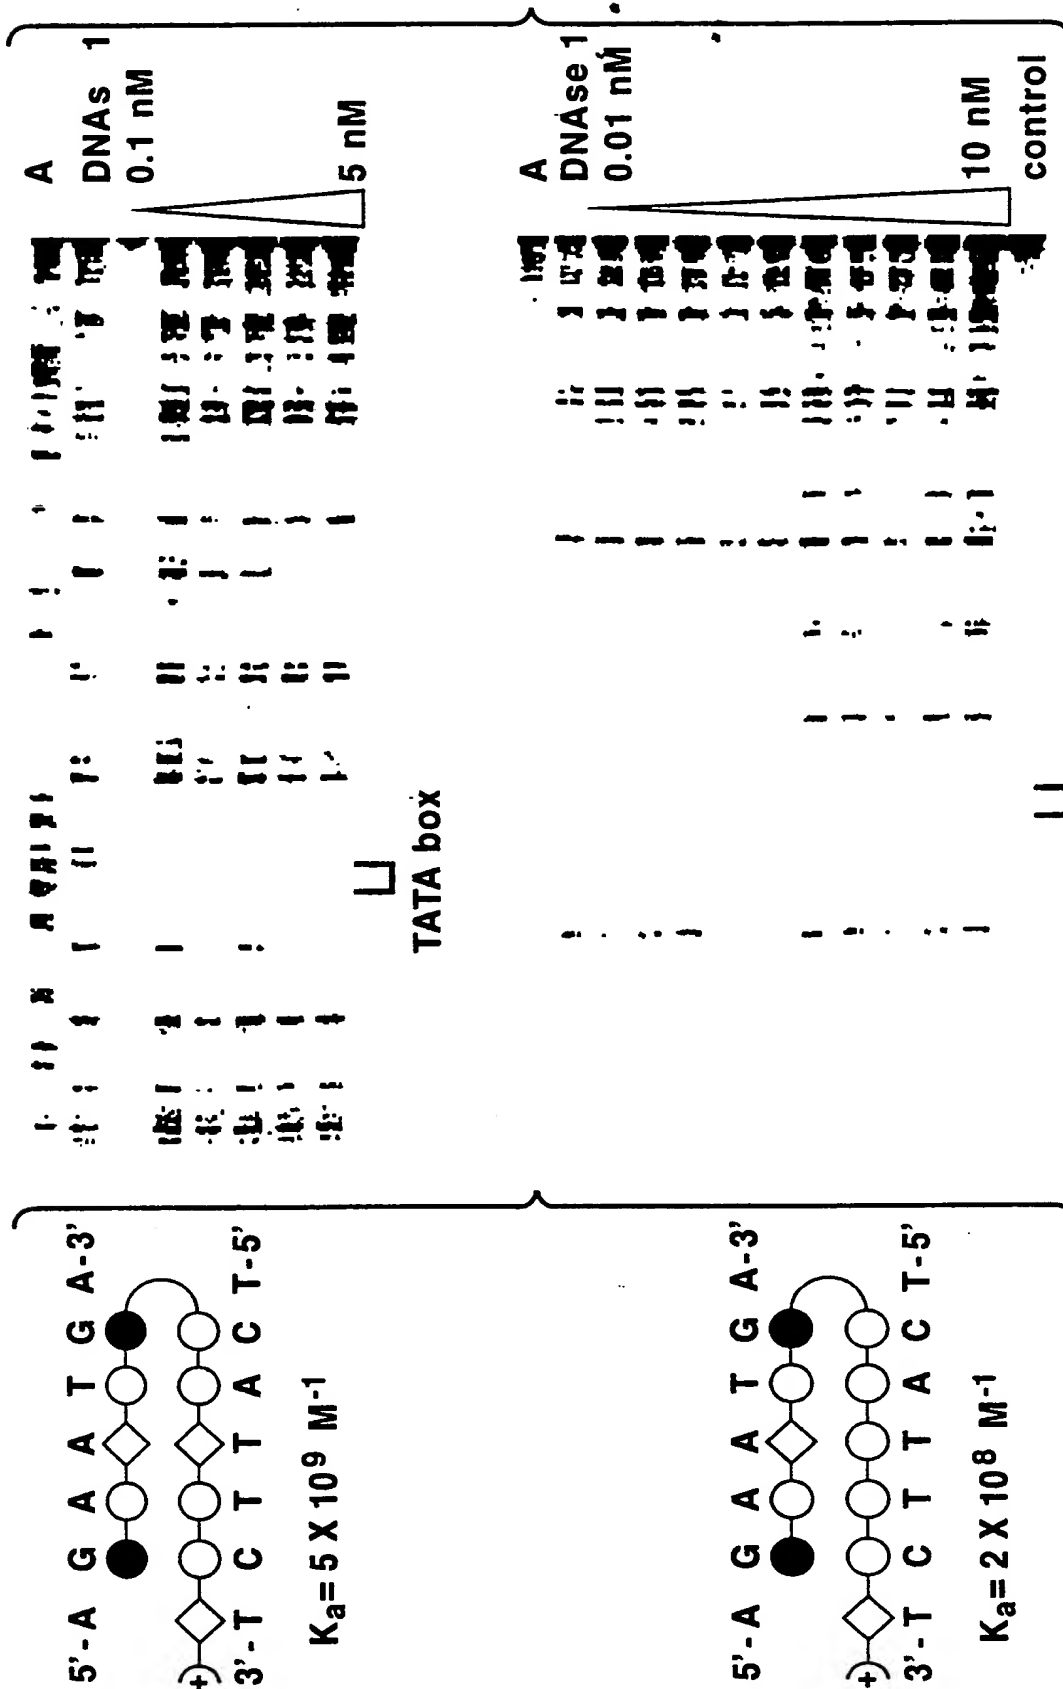 A
DNAs 1
0.1 nM
5 nM
TATA box
5'-A G A A T G A-3'
+
3'-T C T T A C T-5'
Ka= 5 X 10⁹ M⁻¹
A
DNAse 1
0.01 nM
10 nM
control
5'-A G A A T G A-3'
+
3'-T C T T A C T-5'
Ka= 2 X 10⁸ M⁻¹